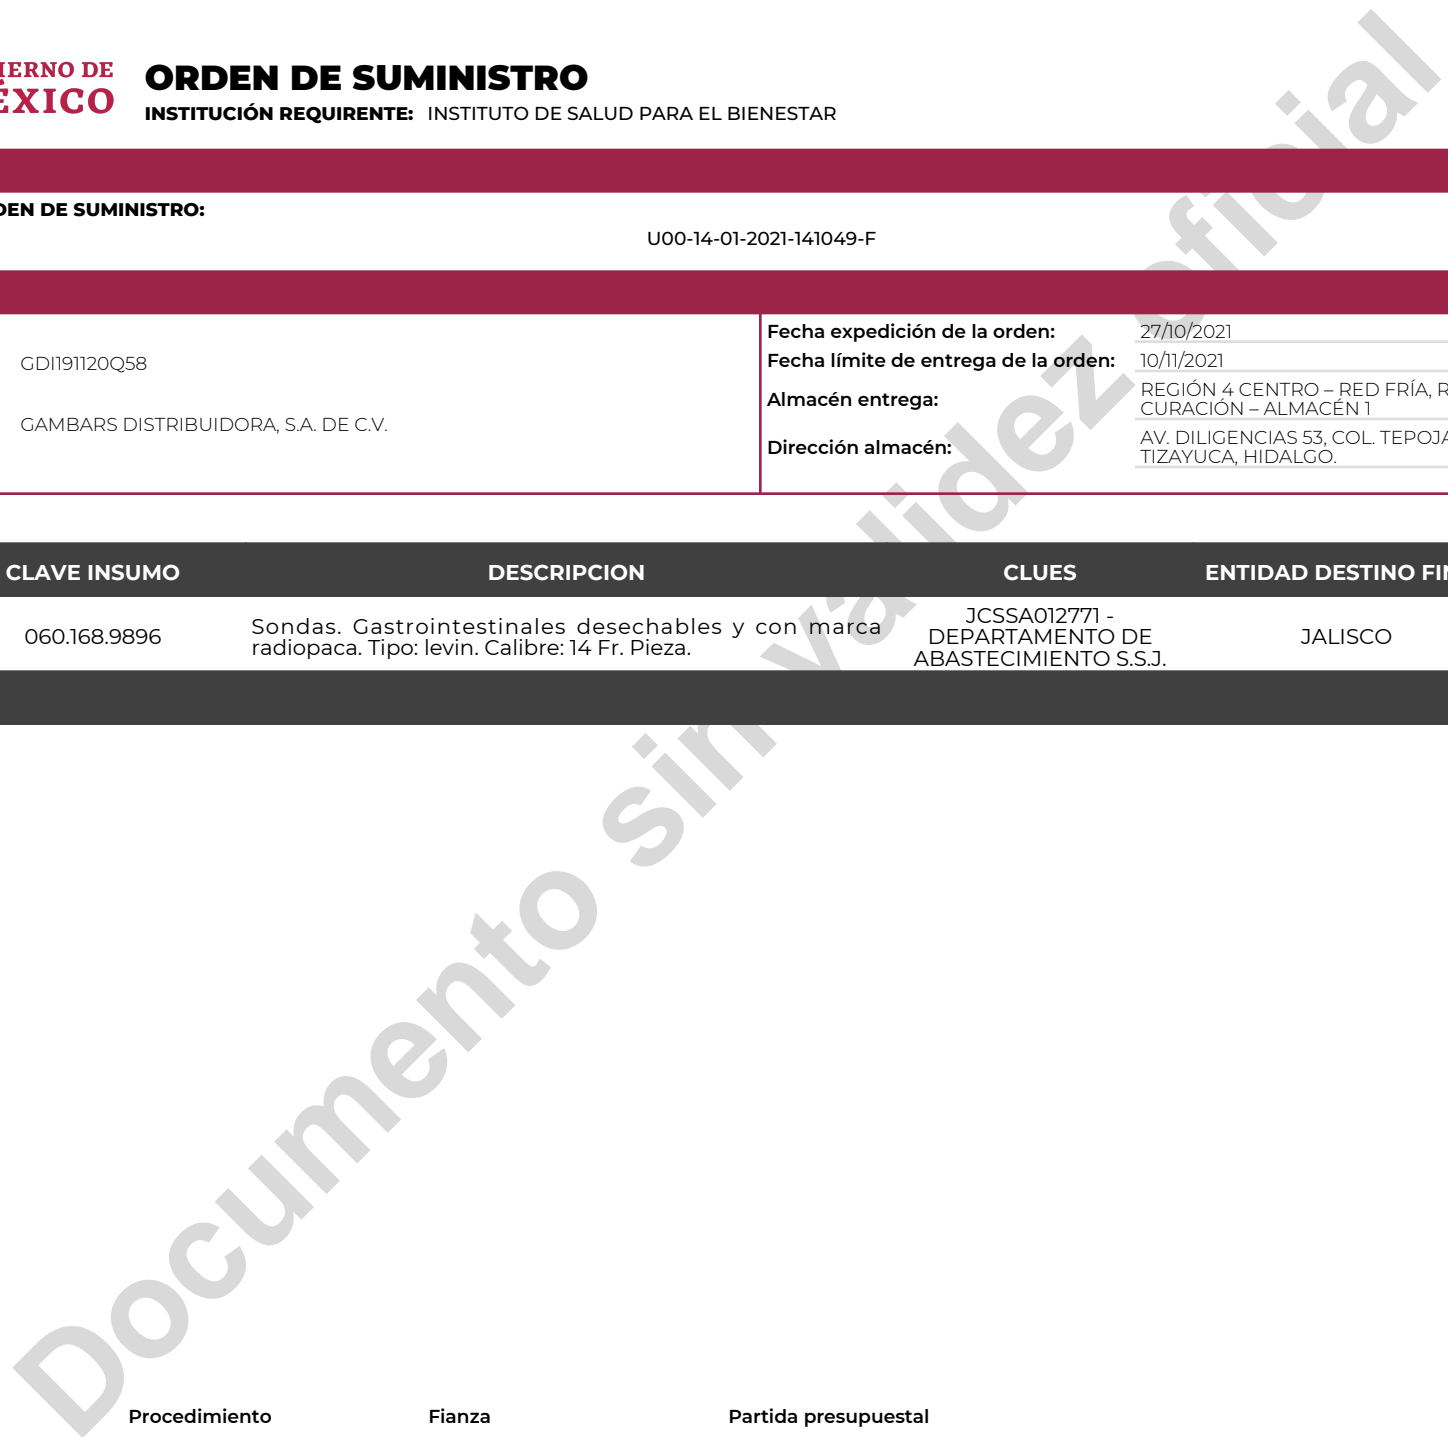 IERNO DE
ÉXICO
ORDEN DE SUMINISTRO
INSTITUCIÓN REQUIRENTE: INSTITUTO DE SALUD PARA EL BIENESTAR
DEN DE SUMINISTRO:
U00-14-01-2021-141049-F
GDI191120Q58
GAMBARS DISTRIBUIDORA, S.A. DE C.V.
Fecha expedición de la orden: 27/10/2021
Fecha límite de entrega de la orden: 10/11/2021
Almacén entrega: REGIÓN 4 CENTRO – RED FRÍA, R
CURACIÓN – ALMACÉN 1
Dirección almacén: AV. DILIGENCIAS 53, COL. TEPOJA
TIZAYUCA, HIDALGO.
CLAVE INSUMO DESCRIPCION CLUES ENTIDAD DESTINO FIN
060.168.9896
Sondas. Gastrointestinales desechables y con marca
radiopaca. Tipo: levin. Calibre: 14 Fr. Pieza.
JCSSA012771 -
DEPARTAMENTO DE
ABASTECIMIENTO S.S.J.
JALISCO
Documento sin validez oficial
Procedimiento Fianza Partida presupuestal